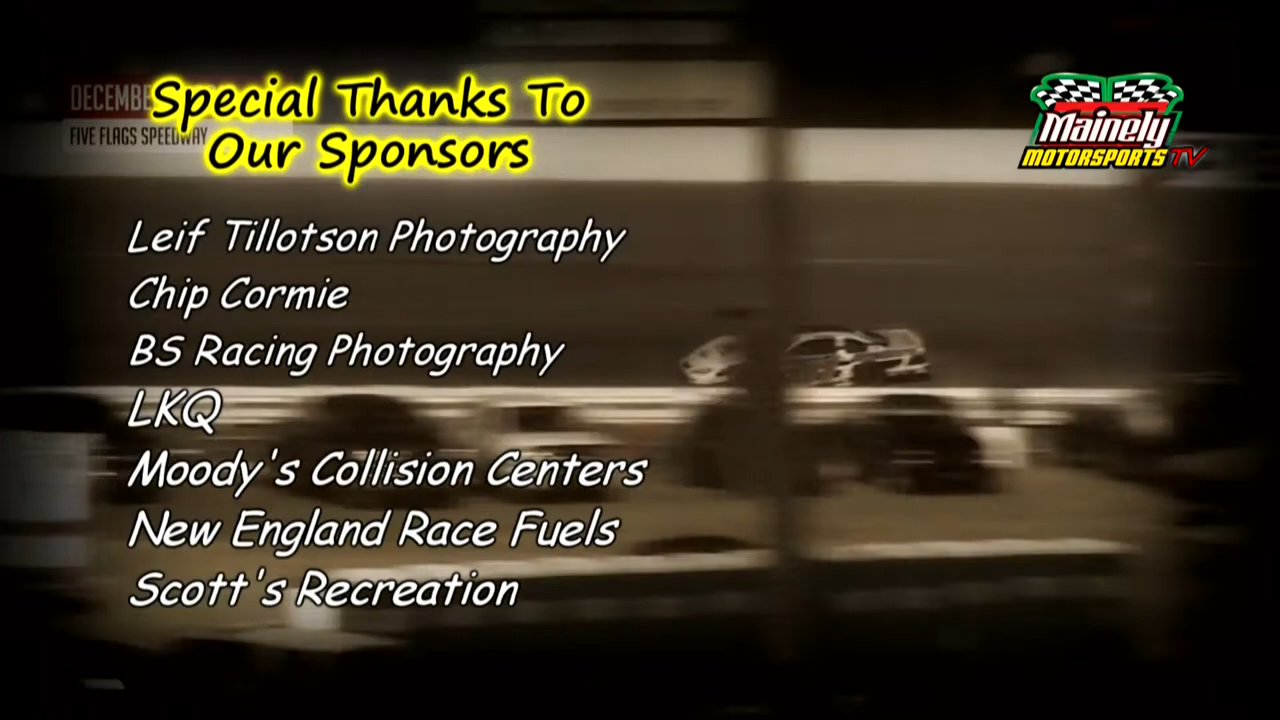 DECEMBE
FIVE FLAGS SPEEDWAY
Special Thanks To
Our Sponsors
Mainely
MOTORSPORTS TV
Leif Tillotson Photography
Chip Cormie
BS Racing Photography
LKQ
Moody's Collision Centers
New England Race Fuels
Scott's Recreation